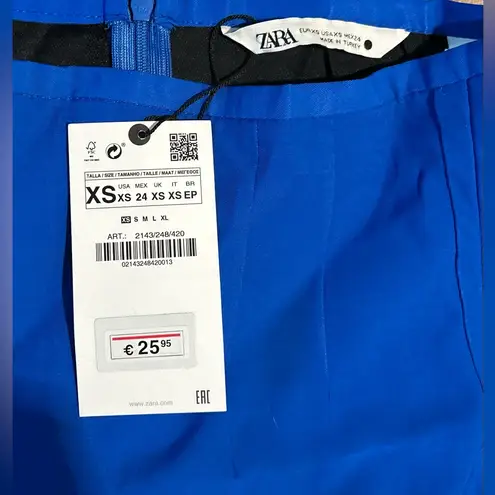 ZARA
EUR XS USA XS MEX 24
MADE IN TURKEY
FSC
TALLA / SIZE / TAMANHO / TAILLE / MAAT / ΜΕΓΕΘΟΣ
XS
USA MEX UK IT BR
XS 24 XS XS EP
XS S M L XL
ART.: 2143/248/420
02143248420013
€ 25 95
www.zara.com
EAC